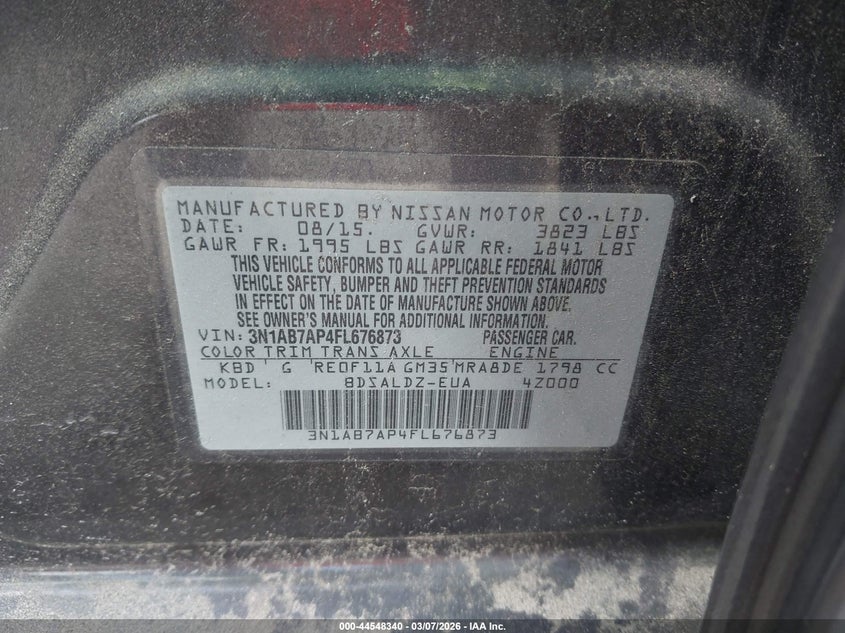 MANUFACTURED BY NISSAN MOTOR CO.,LTD.
DATE: 08/15. GVWR: 3823 LBS
GAWR FR: 1995 LBS GAWR RR: 1841 LBS
THIS VEHICLE CONFORMS TO ALL APPLICABLE FEDERAL MOTOR
VEHICLE SAFETY, BUMPER AND THEFT PREVENTION STANDARDS
IN EFFECT ON THE DATE OF MANUFACTURE SHOWN ABOVE.
SEE OWNER'S MANUAL FOR ADDITIONAL INFORMATION.
VIN: 3N1AB7AP4FL676873 PASSENGER CAR.
COLOR TRIM TRANS AXLE ENGINE
KBD G RE0F11A GM35 MRA8DE 1798 CC
MODEL: BDSALDZ-EUA 4Z000
3N1AB7AP4FL676873
000-44548340 - 03/07/2026 - IAA Inc.